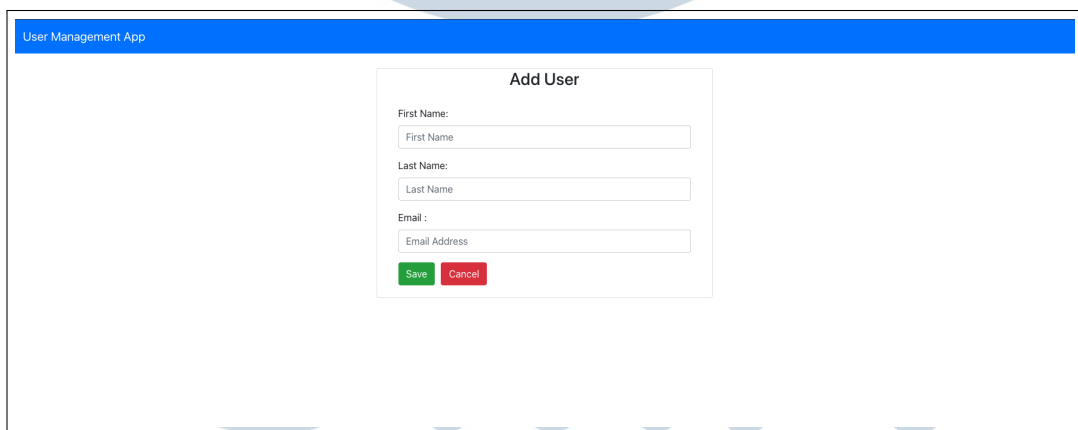 User Management App
Add User
First Name:
First Name
Last Name:
Last Name
Email :
Email Address
Save Cancel